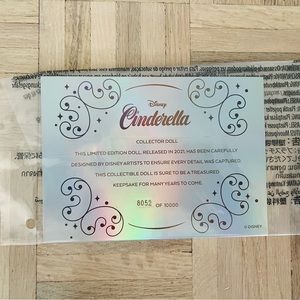 Disney
Cinderella
COLLECTOR DOLL
THIS LIMITED EDITION DOLL, RELEASED IN 2021, HAS BEEN CAREFULLY
DESIGNED BY DISNEY ARTISTS TO ENSURE EVERY DETAIL WAS CAPTURED.
THIS COLLECTIBLE DOLL IS SURE TO BE A TREASURED
KEEPSAKE FOR MANY YEARS TO COME.
8052 OF 10000
© DISNEY